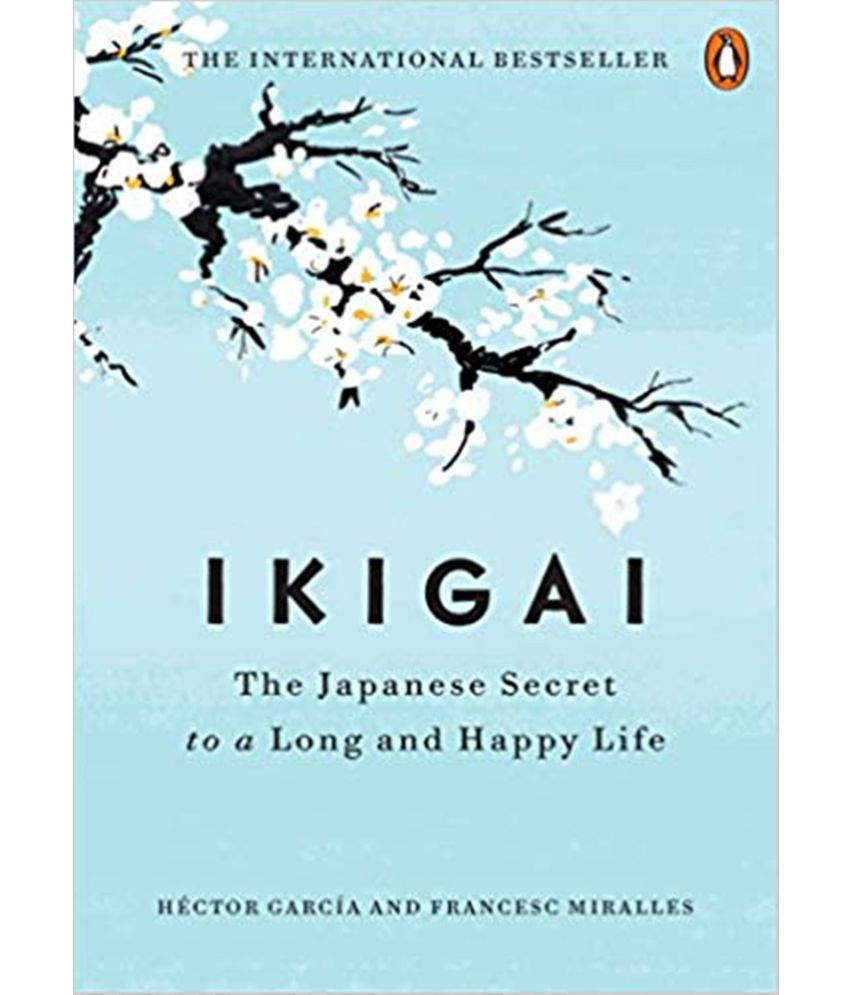 THE INTERNATIONAL BESTSELLER
IKIGAI
The Japanese Secret
to a Long and Happy Life
HÉCTOR GARCÍA AND FRANCESC MIRALLES